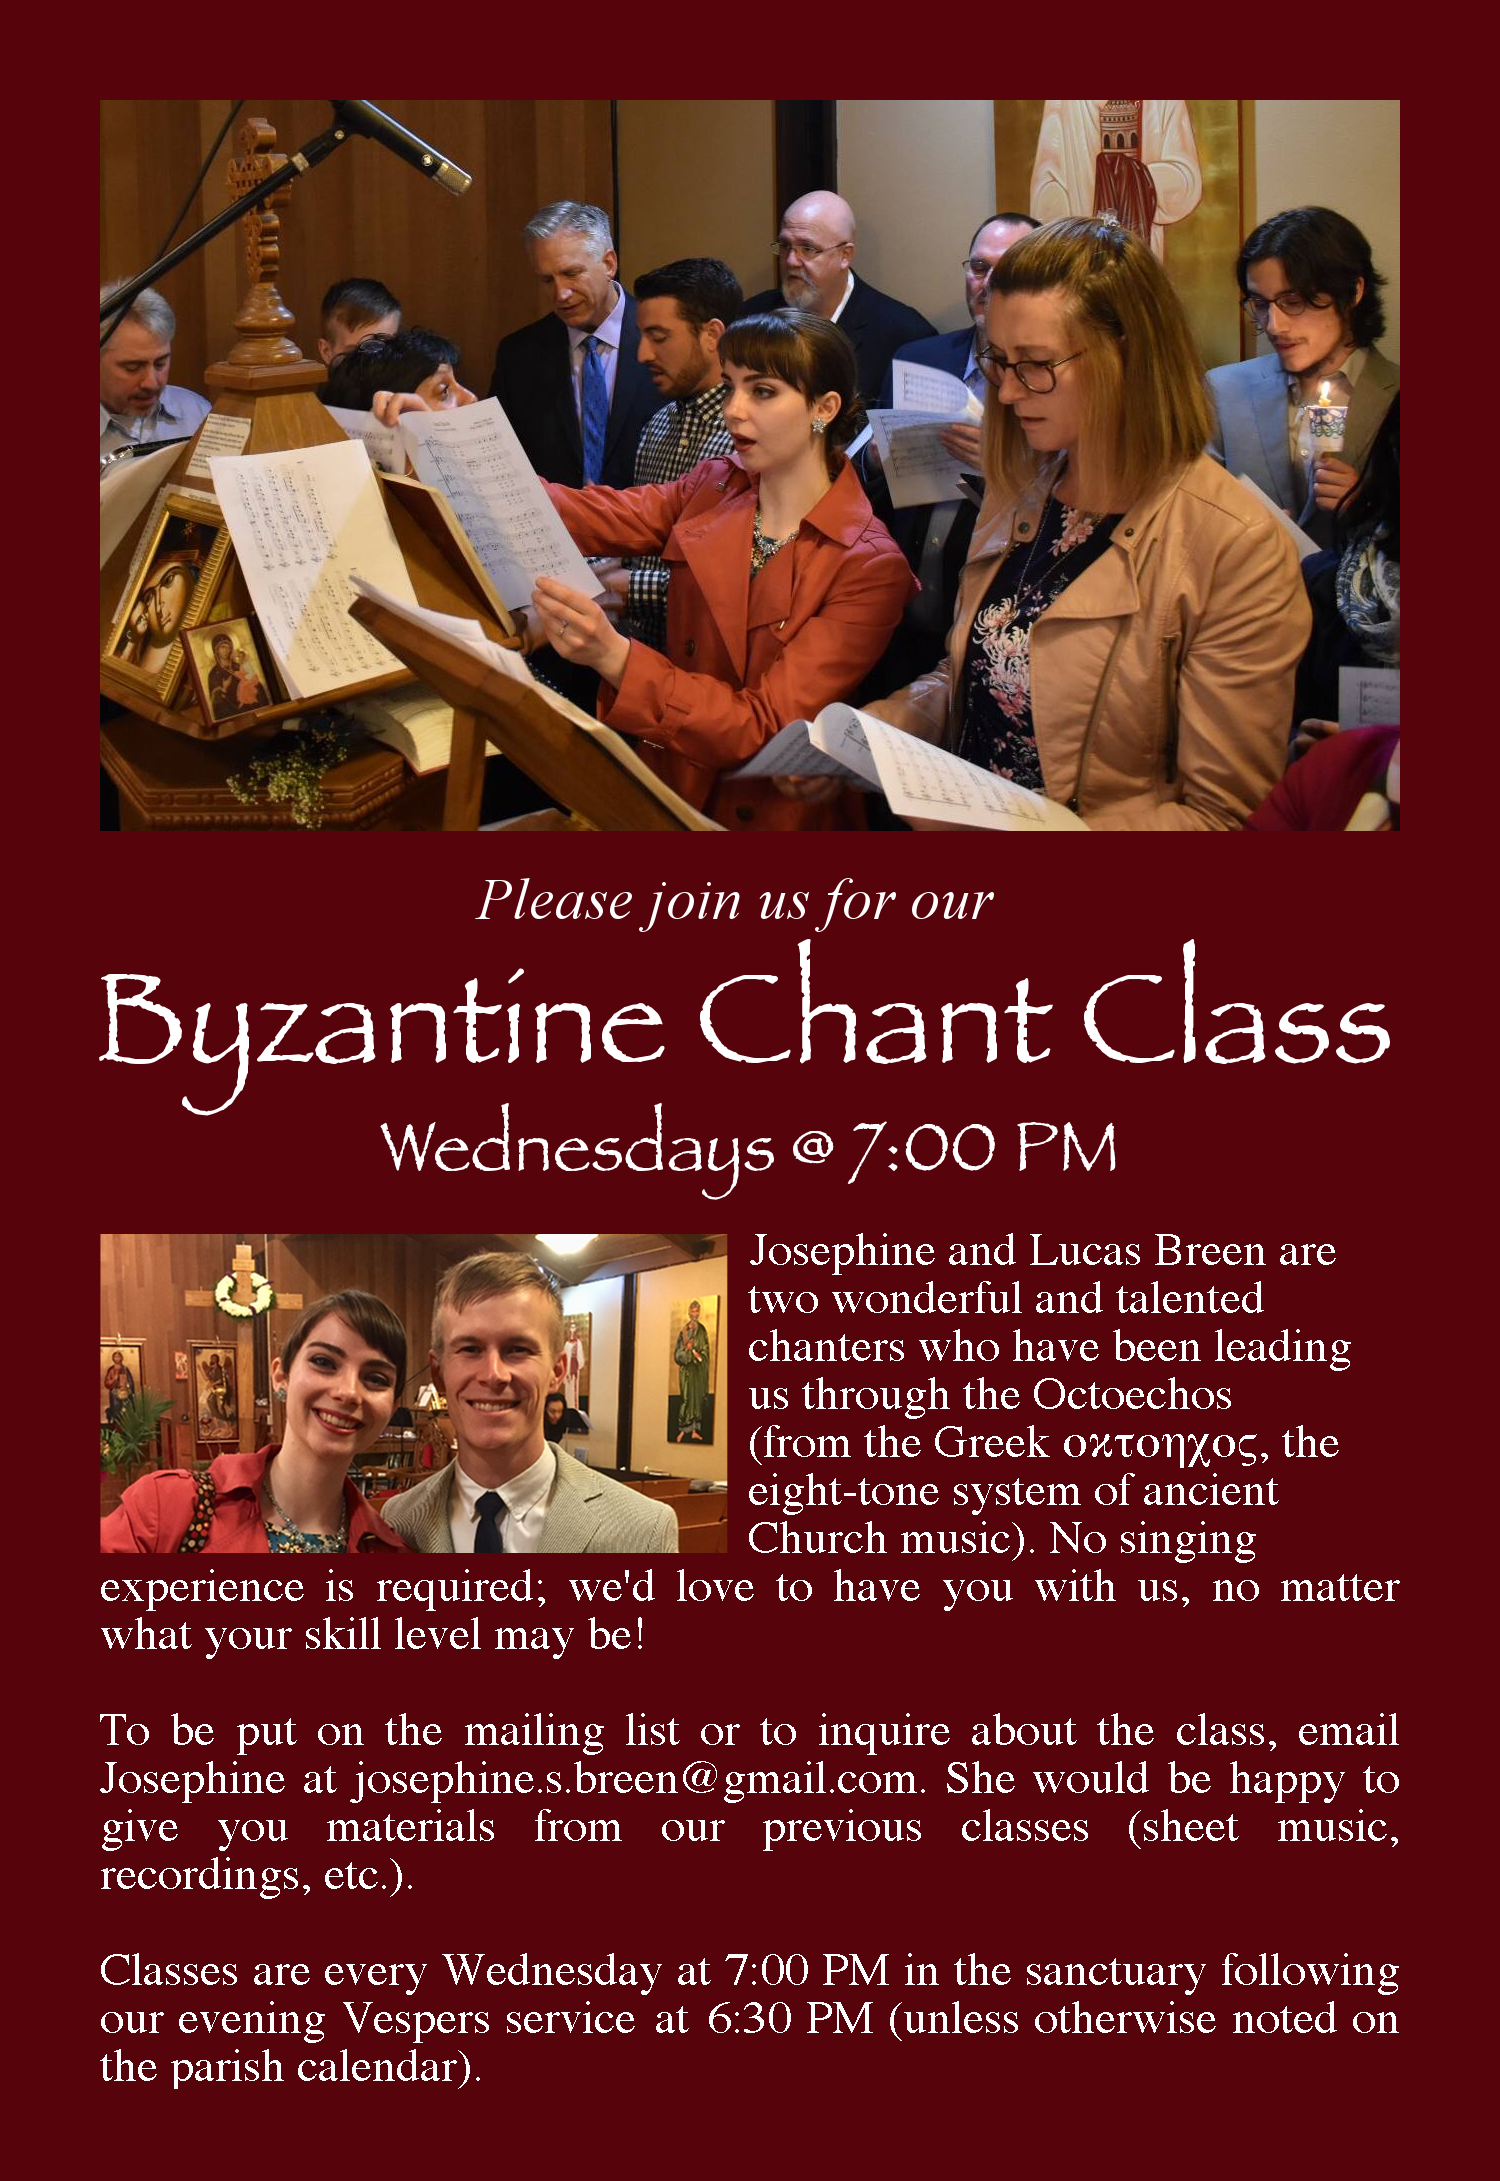 Please join us for our
Byzantine Chant Class
Wednesdays @ 7:00 PM
Josephine and Lucas Breen are
two wonderful and talented
chanters who have been leading
us through the Octoechos
(from the Greek οκτοηχος, the
eight-tone system of ancient
Church music). No singing
experience is required; we'd love to have you with us, no matter
what your skill level may be!
To be put on the mailing list or to inquire about the class, email
Josephine at josephine.s.breen@gmail.com. She would be happy to
give you materials from our previous classes (sheet music,
recordings, etc.).
Classes are every Wednesday at 7:00 PM in the sanctuary following
our evening Vespers service at 6:30 PM (unless otherwise noted on
the parish calendar).